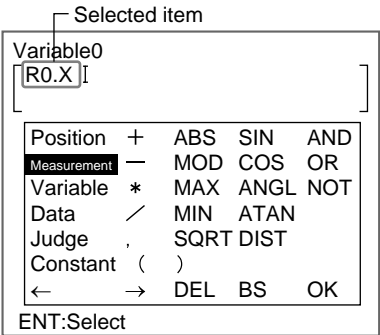 Selected item
Variable0
R0.X
Position + ABS SIN AND
Measurement − MOD COS OR
Variable * MAX ANGL NOT
Data ／ MIN ATAN
Judge , SQRT DIST
Constant ( )
← → DEL BS OK
ENT:Select